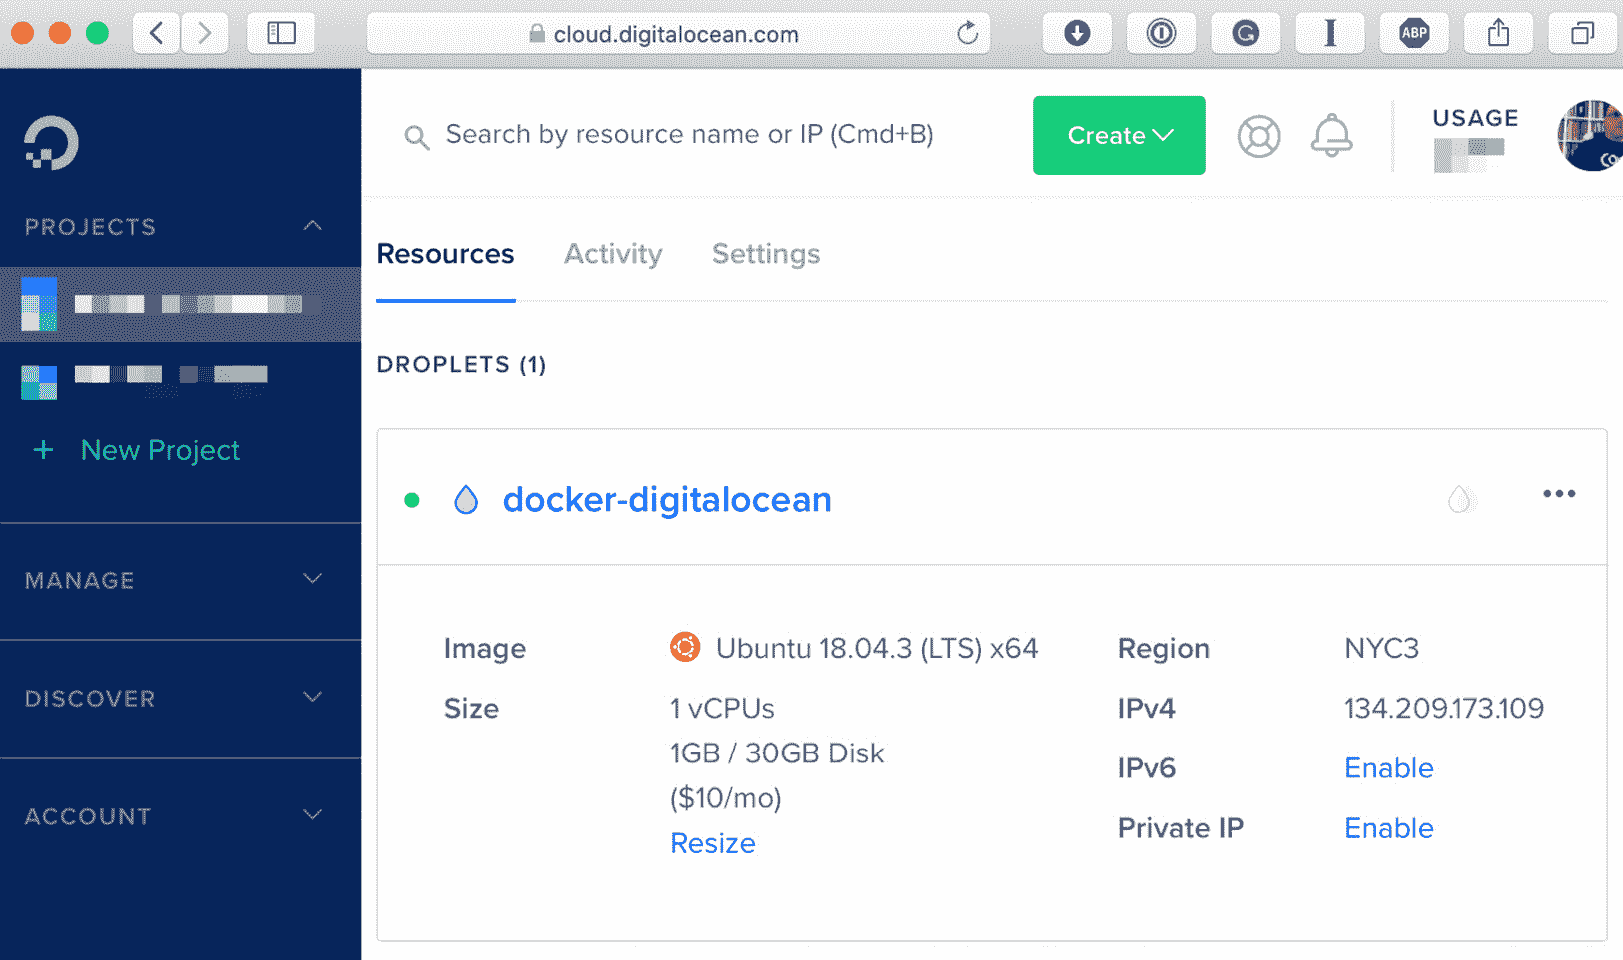 cloud.digitalocean.com
ABP
Search by resource name or IP (Cmd+B)
Create
USAGE
PROJECTS
New Project
MANAGE
DISCOVER
ACCOUNT
Resources Activity Settings
DROPLETS (1)
docker-digitalocean
Image Ubuntu 18.04.3 (LTS) x64
Size 1 vCPUs
1GB / 30GB Disk
($10/mo)
Resize
Region NYC3
IPv4 134.209.173.109
IPv6 Enable
Private IP Enable